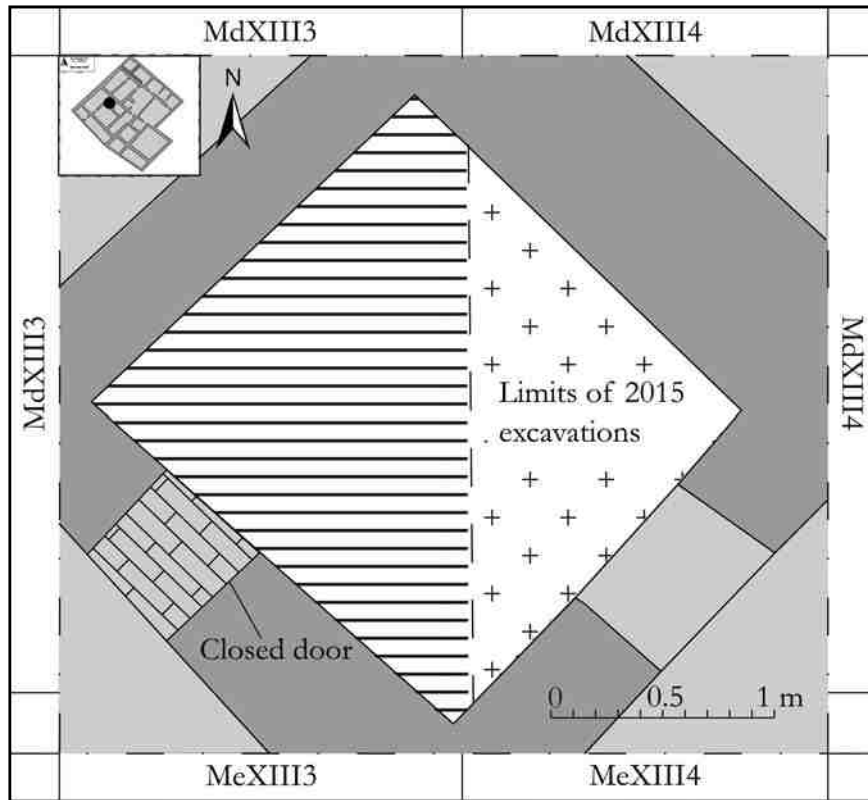 MdXIII3
MdXIII4
N
MdXIII3
MdXIII4
Limits of 2015
excavations
Closed door
0
0.5
1 m
MeXIII3
MeXIII4